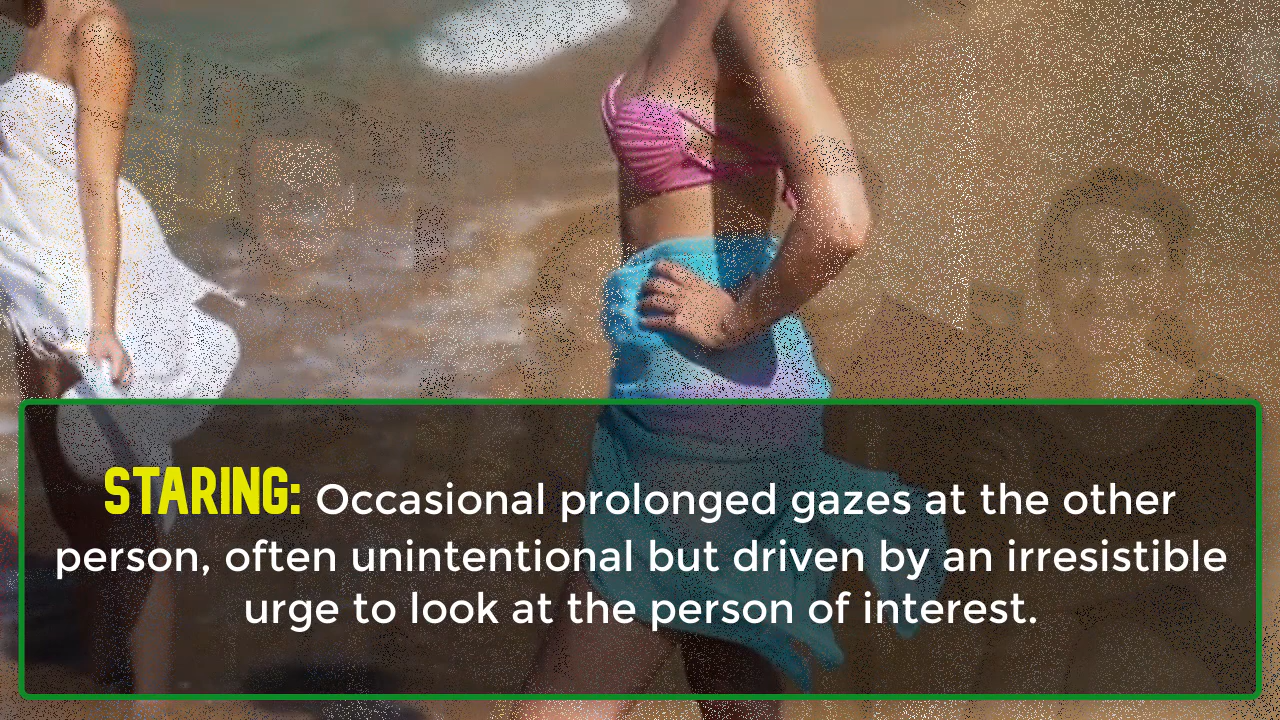 STARING: Occasional prolonged gazes at the other
person, often unintentional but driven by an irresistible
urge to look at the person of interest.